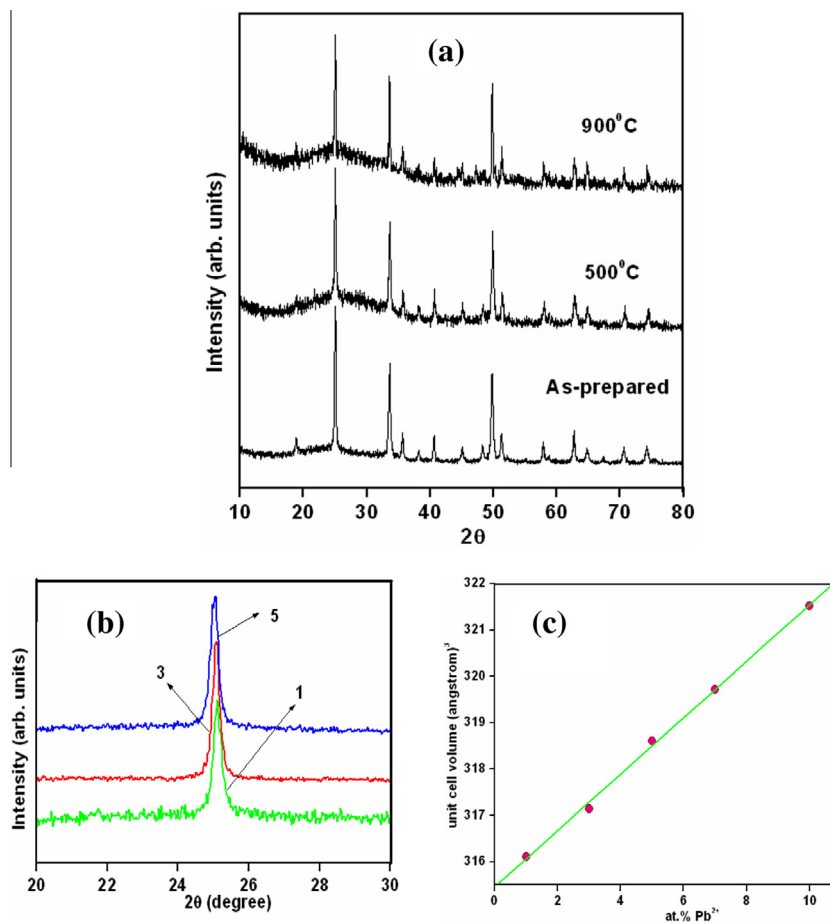 (a)
900⁰C
500⁰C
As-prepared
Intensity (arb. units)
10 20 30 40 50 60 70 80
2θ
(b)
5
3
1
Intensity (arb. units)
20 22 24 26 28 30
2θ (degree)
(c)
322
321
320
319
318
317
316
unit cell volume (angstrom)³
0 2 4 6 8 10
at.% Pb²⁺